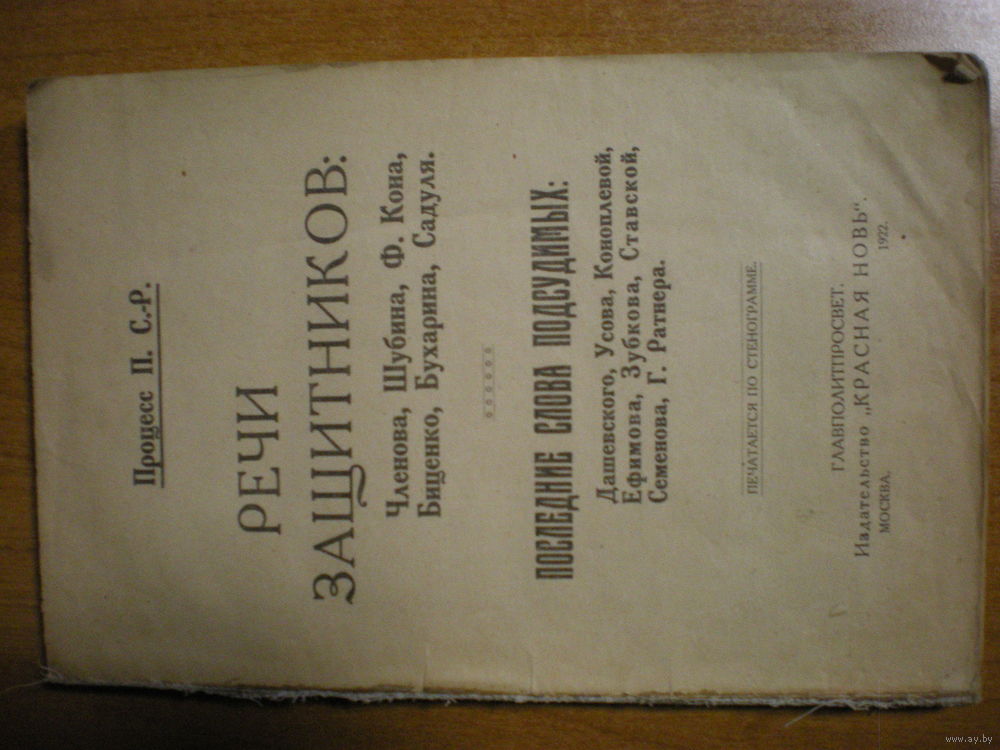 Процесс П. С.-Р.
РЕЧИ
ЗАЩИТНИКОВ:
Членова, Шубина, Ф. Кона,
Биценко, Бухарина, Садуля.
ПОСЛЕДНИЕ СЛОВА ПОДСУДИМЫХ:
Дашевского, Усова, Коноплевой,
Ефимова, Зубкова, Ставской,
Семенова, Г. Ратнера.
ПЕЧАТАЕТСЯ ПО СТЕНОГРАММЕ.
ГЛАВПОЛИТПРОСВЕТ.
Издательство „КРАСНАЯ НОВЬ“.
МОСКВА. 1922.
www.ay.by